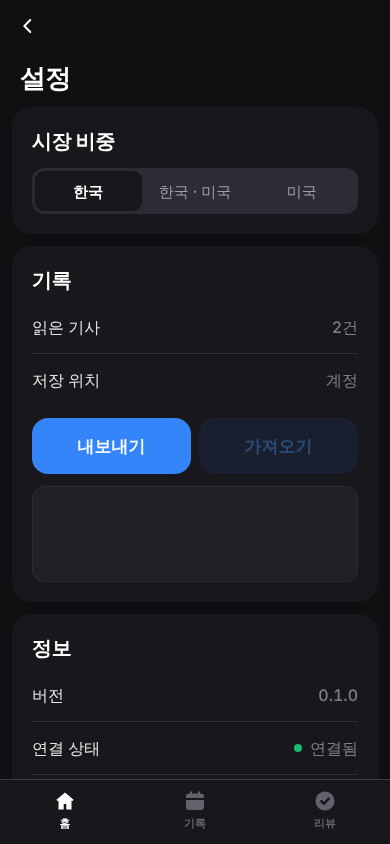 설정
시장 비중
한국
한국 · 미국
미국
기록
읽은 기사
2건
저장 위치
계정
내보내기
가져오기
정보
버전
0.1.0
연결 상태
연결됨
홈
기록
리뷰